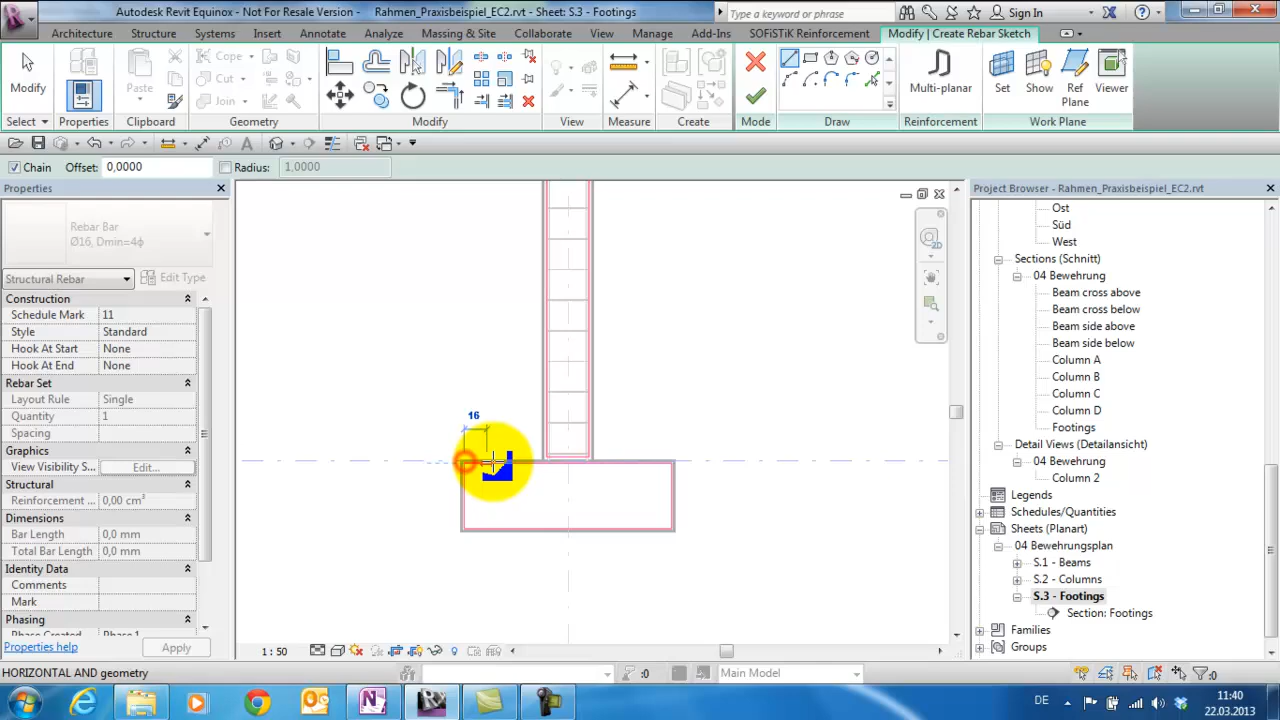 Autodesk Revit Equinox - Not For Resale Version - Rahmen_Praxisbeispiel_EC2.rvt - Sheet: S.3 - Footings
Type a keyword or phrase
Sign In
Architecture Structure Systems Insert Annotate Analyze Massing & Site Collaborate View Manage Add-Ins SOFiSTiK Reinforcement Modify | Create Rebar Sketch
Modify
Paste
Cope
Cut
Join
Multi-planar
Set
Show
Ref Plane
Viewer
Select Properties Clipboard Geometry Modify View Measure Create Mode Draw Reinforcement Work Plane
Chain Offset: 0,0000 Radius: 1,0000
Properties
Rebar Bar
Ø16, Dmin=4ϕ
Structural Rebar Edit Type
Construction
Schedule Mark 11
Style Standard
Hook At Start None
Hook At End None
Rebar Set
Layout Rule Single
Quantity 1
Spacing
Graphics
View Visibility S... Edit...
Structural
Reinforcement ... 0,00 cm³
Dimensions
Bar Length 0,0 mm
Total Bar Length 0,0 mm
Identity Data
Comments
Mark
Phasing
Phase Created Phase 1
Properties help Apply
16
2D
Project Browser - Rahmen_Praxisbeispiel_EC2.rvt
Ost
Süd
West
Sections (Schnitt)
04 Bewehrung
Beam cross above
Beam cross below
Beam side above
Beam side below
Column A
Column B
Column C
Column D
Footings
Detail Views (Detailansicht)
04 Bewehrung
Column 2
Legends
Schedules/Quantities
Sheets (Planart)
04 Bewehrungsplan
S.1 - Beams
S.2 - Columns
S.3 - Footings
Section: Footings
Families
Groups
1 : 50
HORIZONTAL AND geometry
:0
Main Model
:0
DE
11:40
22.03.2013